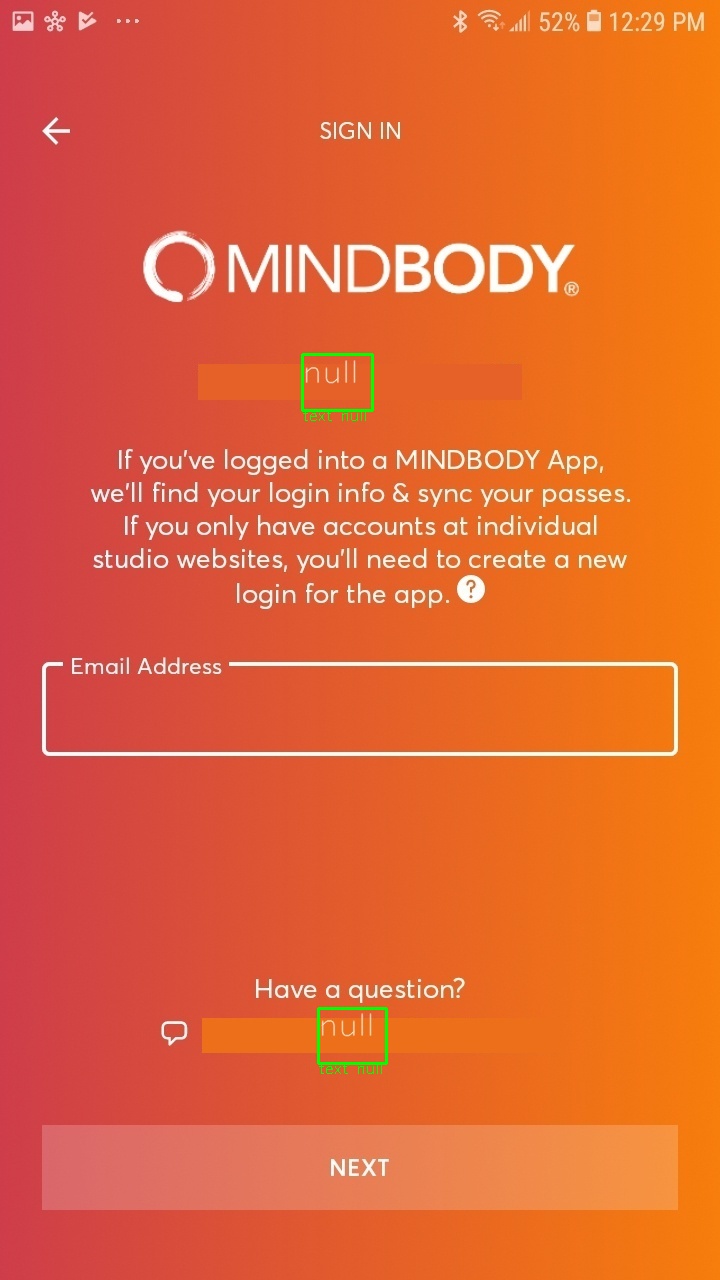 52% 12:29 PM
SIGN IN
MINDBODY®
null
text null
If you've logged into a MINDBODY App,
we'll find your login info & sync your passes.
If you only have accounts at individual
studio websites, you'll need to create a new
login for the app. ?
Email Address
Have a question?
null
text null
NEXT